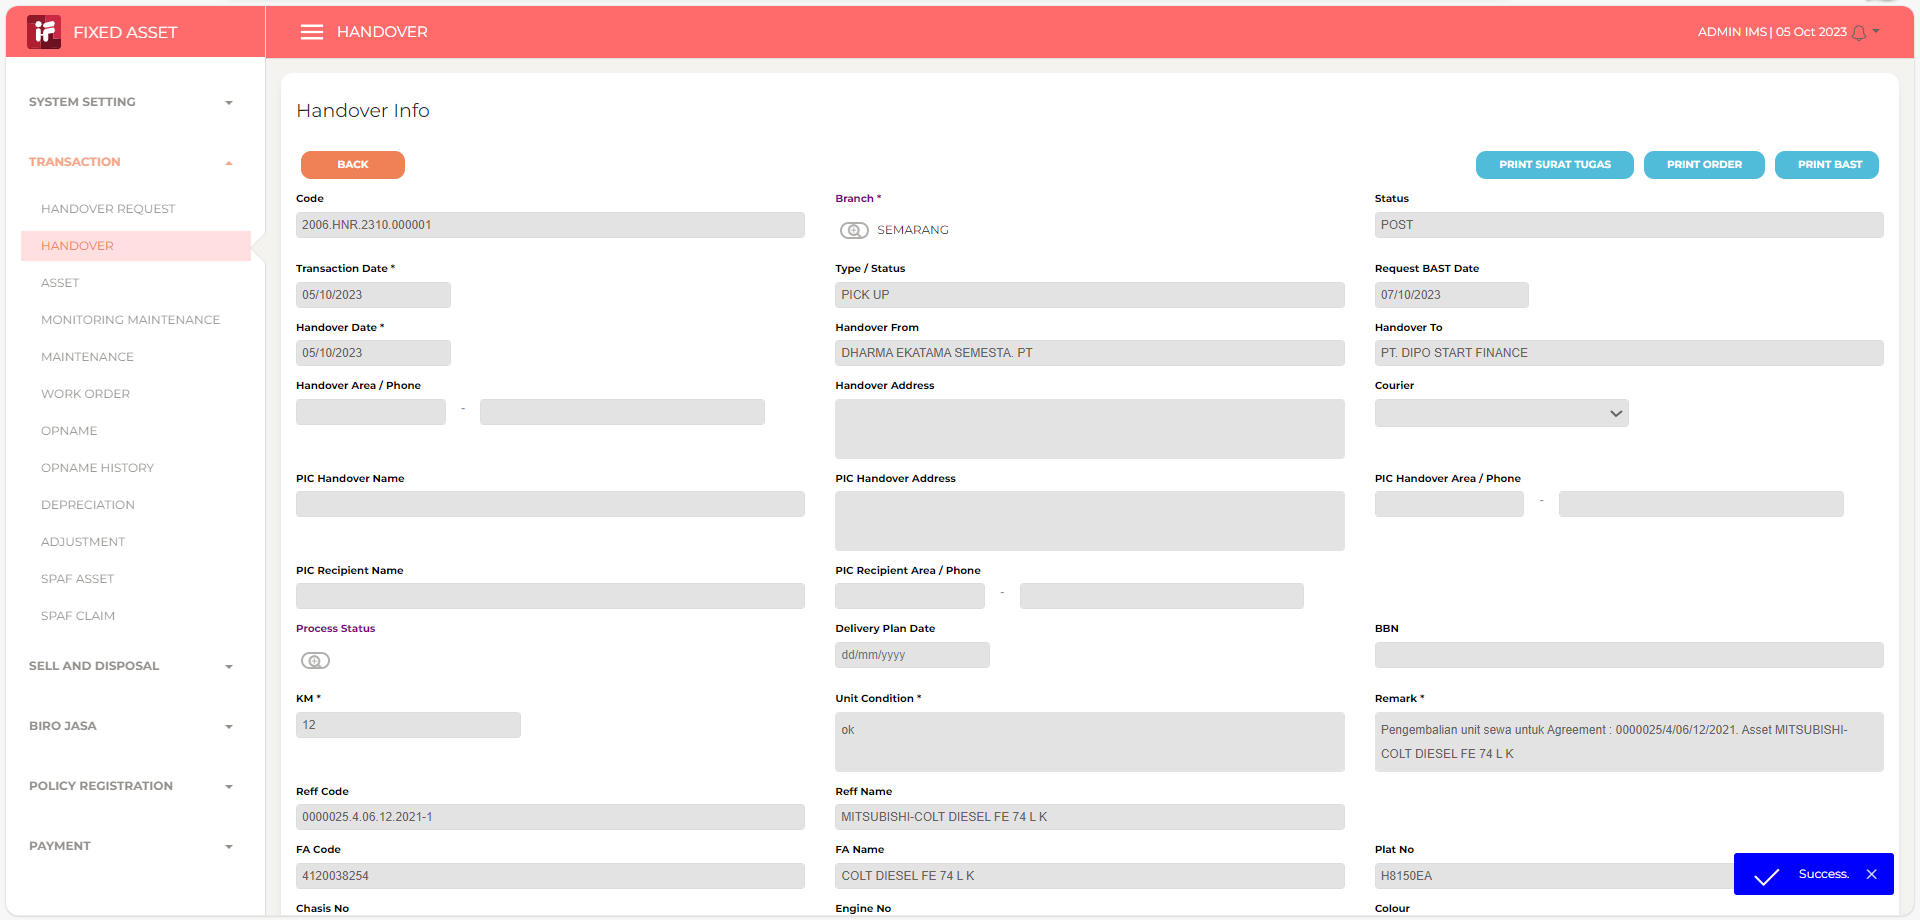 iF FIXED ASSET
HANDOVER
ADMIN IMS | 05 Oct 2023
SYSTEM SETTING
TRANSACTION
HANDOVER REQUEST
HANDOVER
ASSET
MONITORING MAINTENANCE
MAINTENANCE
WORK ORDER
OPNAME
OPNAME HISTORY
DEPRECIATION
ADJUSTMENT
SPAF ASSET
SPAF CLAIM
SELL AND DISPOSAL
BIRO JASA
POLICY REGISTRATION
PAYMENT
Handover Info
BACK
PRINT SURAT TUGAS
PRINT ORDER
PRINT BAST
Code
2006.HNR.2310.000001
Branch *
SEMARANG
Status
POST
Transaction Date *
05/10/2023
Type / Status
PICK UP
Request BAST Date
07/10/2023
Handover Date *
05/10/2023
Handover From
DHARMA EKATAMA SEMESTA. PT
Handover To
PT. DIPO START FINANCE
Handover Area / Phone
-
Handover Address
Courier
PIC Handover Name
PIC Handover Address
PIC Handover Area / Phone
-
PIC Recipient Name
PIC Recipient Area / Phone
-
Process Status
Delivery Plan Date
dd/mm/yyyy
BBN
KM *
12
Unit Condition *
ok
Remark *
Pengembalian unit sewa untuk Agreement : 0000025/4/06/12/2021. Asset MITSUBISHI-
COLT DIESEL FE 74 L K
Reff Code
0000025.4.06.12.2021-1
Reff Name
MITSUBISHI-COLT DIESEL FE 74 L K
FA Code
4120038254
FA Name
COLT DIESEL FE 74 L K
Plat No
H8150EA
Success.
Chasis No
Engine No
Colour